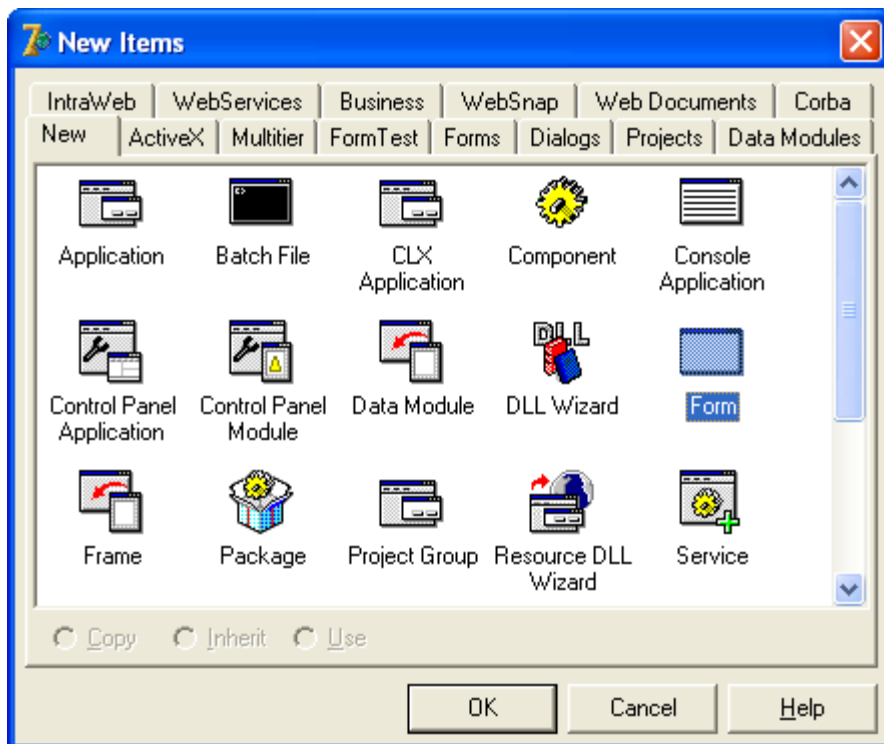 New Items
IntraWeb WebServices Business WebSnap Web Documents Corba
New ActiveX Multitier FormTest Forms Dialogs Projects Data Modules
Application Batch File CLX Application Component Console Application
Control Panel Application Control Panel Module Data Module DLL Wizard Form
Frame Package Project Group Resource DLL Wizard Service
Copy Inherit Use
OK Cancel Help